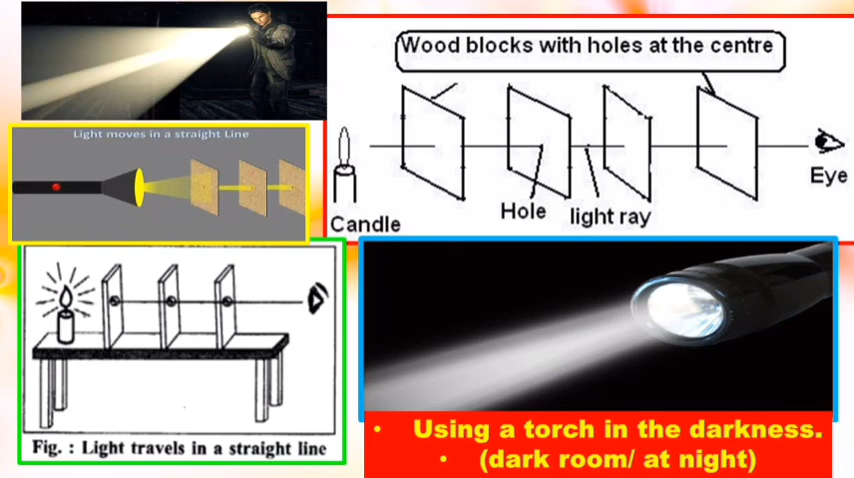 Wood blocks with holes at the centre
Light moves in a straight Line
Eye
Hole
light ray
Candle
Fig. : Light travels in a straight line
• Using a torch in the darkness.
• (dark room/ at night)